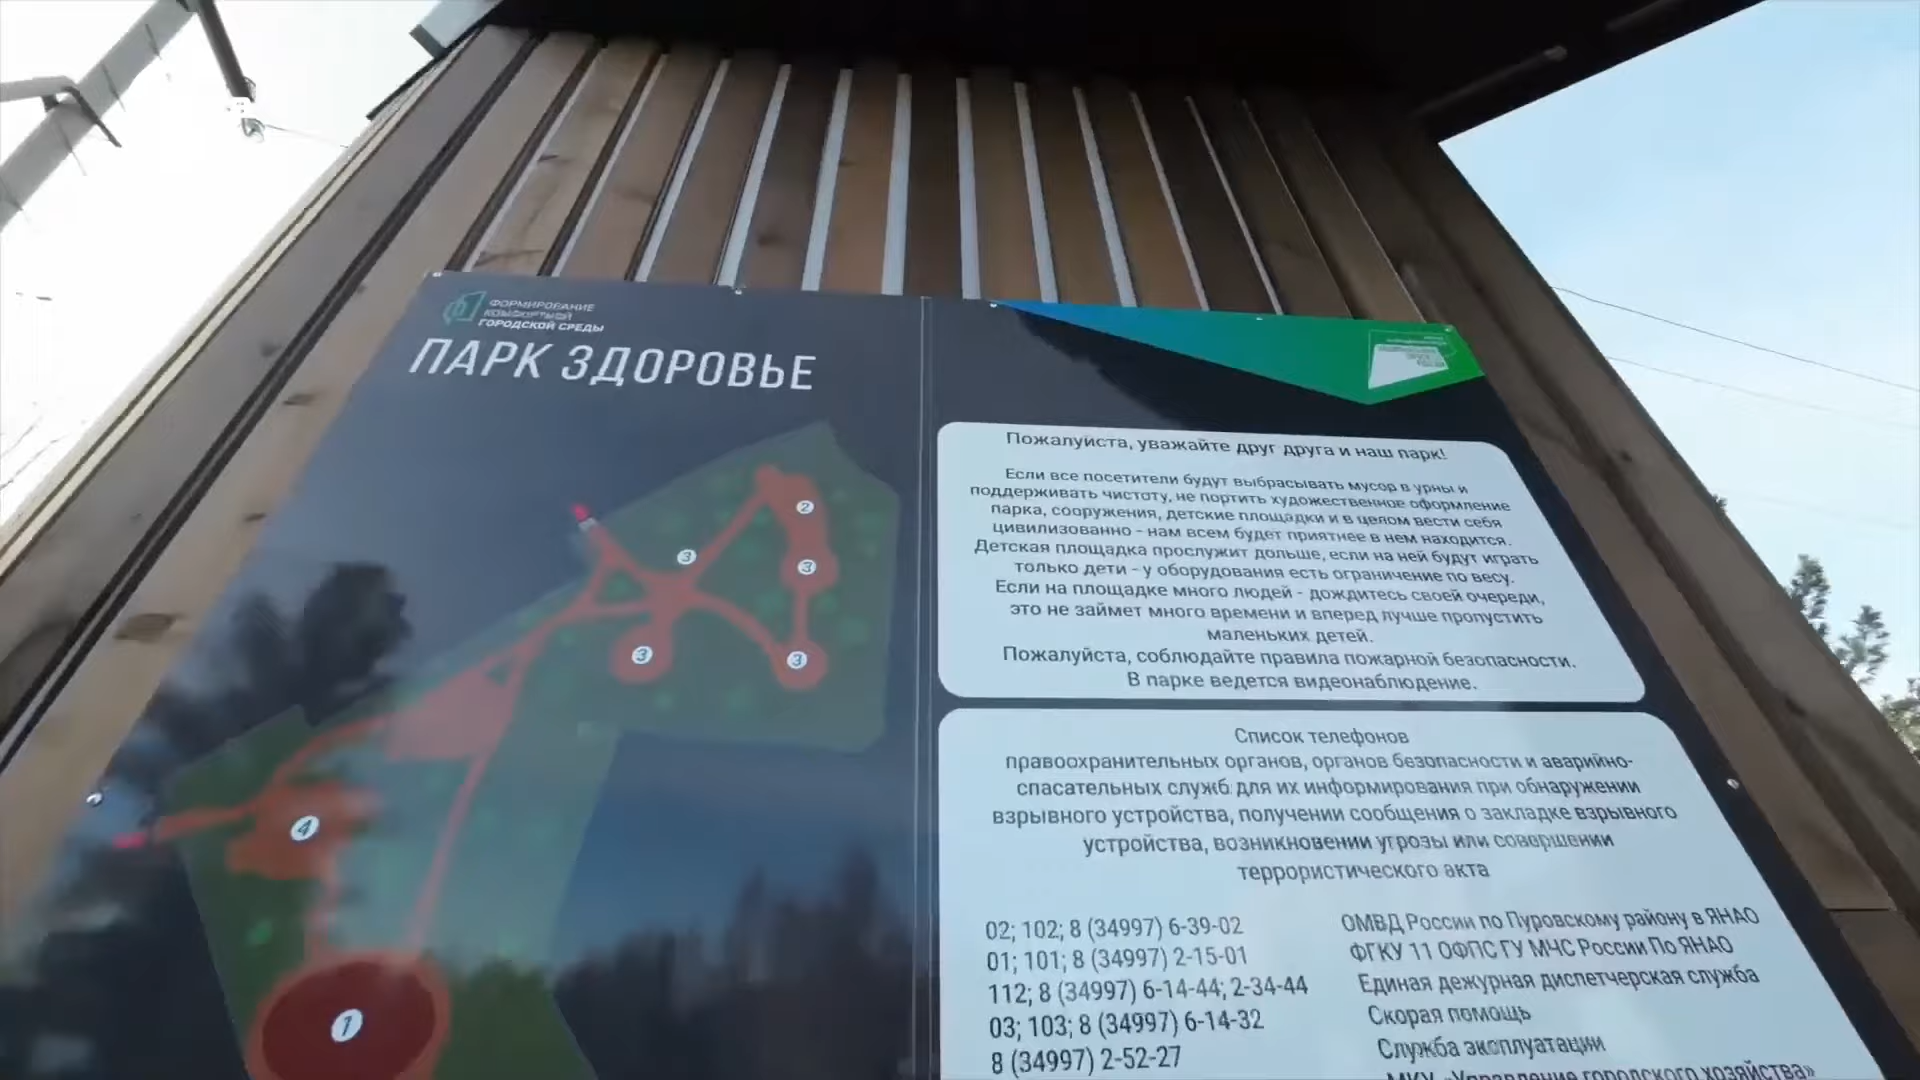 ФОРМИРОВАНИЕ
КОМФОРТНОЙ
ГОРОДСКОЙ СРЕДЫ
ПАРК ЗДОРОВЬЕ
2
3
3
3
3
4
1
Пожалуйста, уважайте друг друга и наш парк!
Если все посетители будут выбрасывать мусор в урны и
поддерживать чистоту, не портить художественное оформление
парка, сооружения, детские площадки и в целом вести себя
цивилизованно - нам всем будет приятнее в нем находится.
Детская площадка прослужит дольше, если на ней будут играть
только дети - у оборудования есть ограничение по весу.
Если на площадке много людей - дождитесь своей очереди,
это не займет много времени и вперед лучше пропустить
маленьких детей.
Пожалуйста, соблюдайте правила пожарной безопасности.
В парке ведется видеонаблюдение.
Список телефонов
правоохранительных органов, органов безопасности и аварийно-
спасательных служб для их информирования при обнаружении
взрывного устройства, получении сообщения о закладке взрывного
устройства, возникновении угрозы или совершении
террористического акта
02; 102; 8 (34997) 6-39-02 ОМВД России по Пуровскому району в ЯНАО
01; 101; 8 (34997) 2-15-01 ФГКУ 11 ОФПС ГУ МЧС России По ЯНАО
112; 8 (34997) 6-14-44; 2-34-44 Единая дежурная диспетчерская служба
03; 103; 8 (34997) 6-14-32 Скорая помощь
8 (34997) 2-52-27 Служба эксплуатации
МКУ «Управление городского хозяйства»